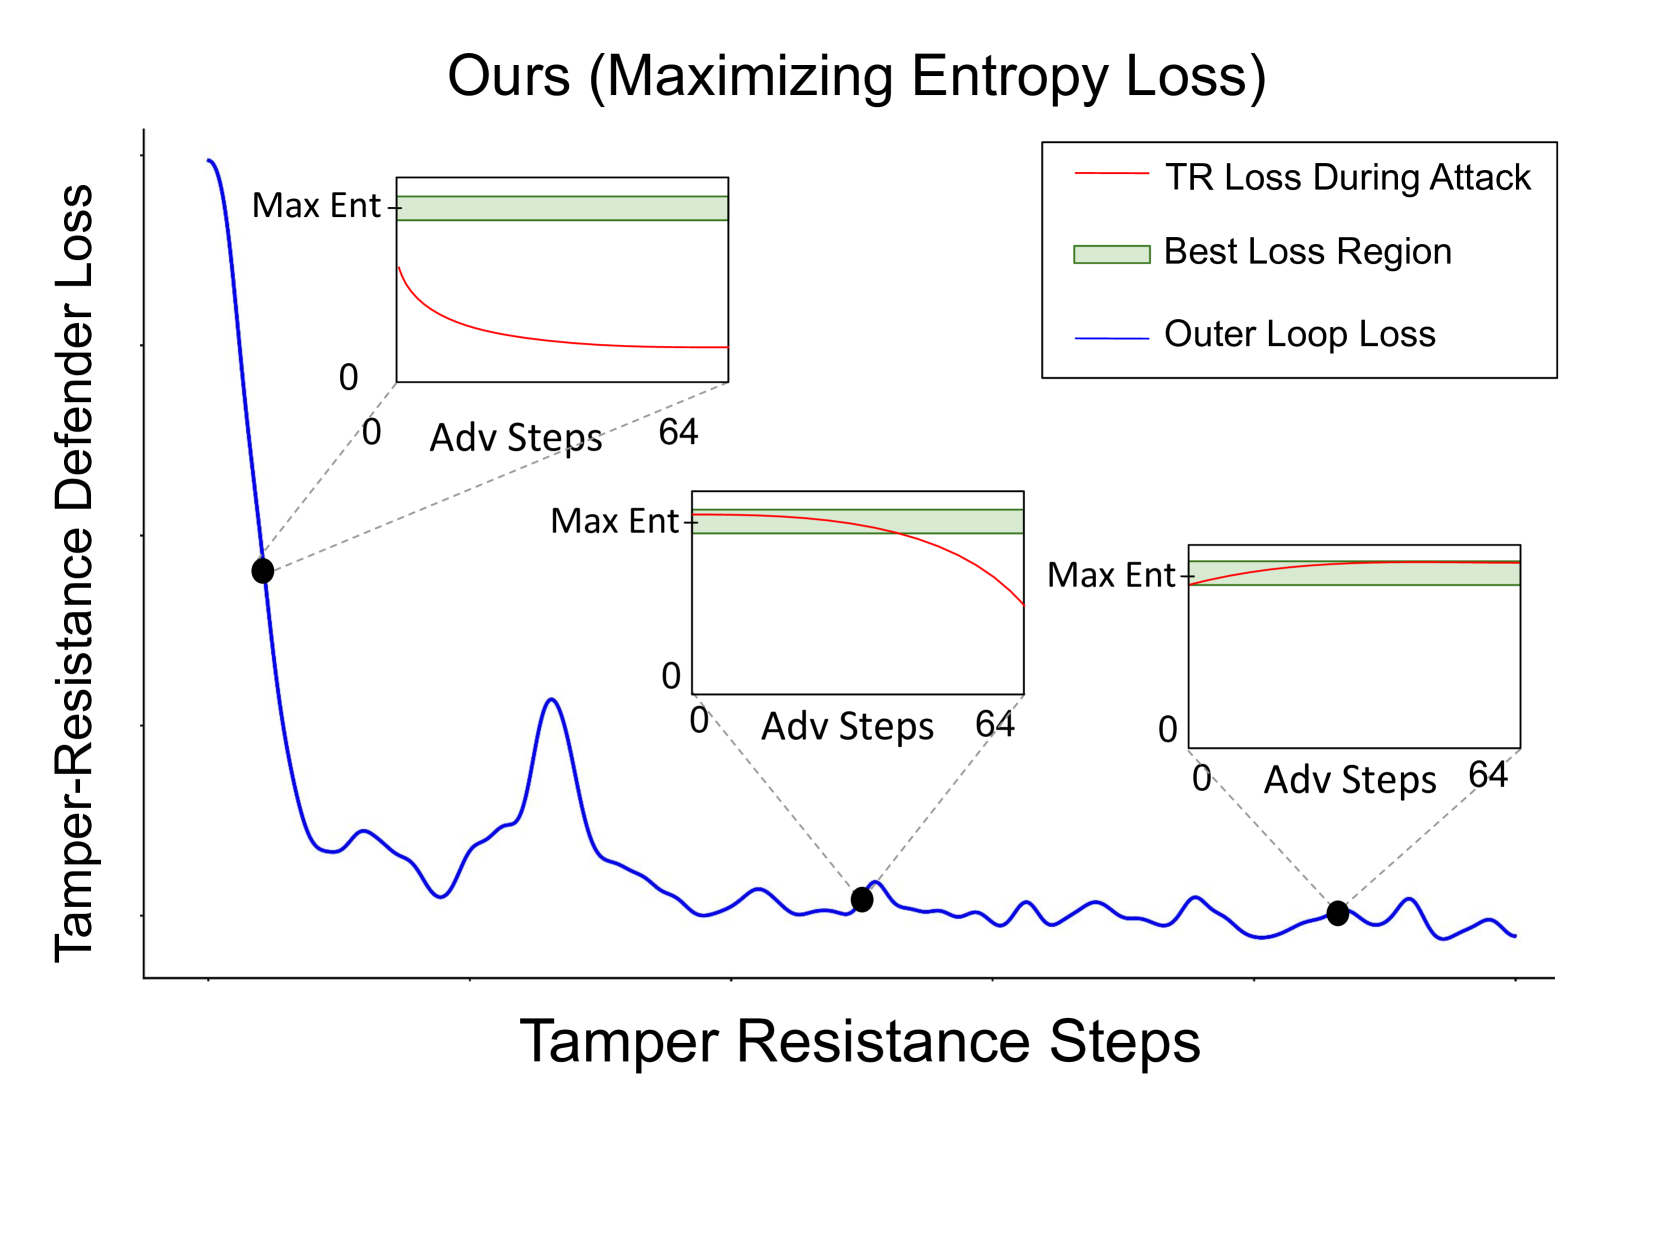 Ours (Maximizing Entropy Loss)
Tamper-Resistance Defender Loss
TR Loss During Attack
Best Loss Region
Outer Loop Loss
Max Ent
0
0
Adv Steps
64
Max Ent
0
0
Adv Steps
64
Max Ent
0
0
Adv Steps
64
Tamper Resistance Steps